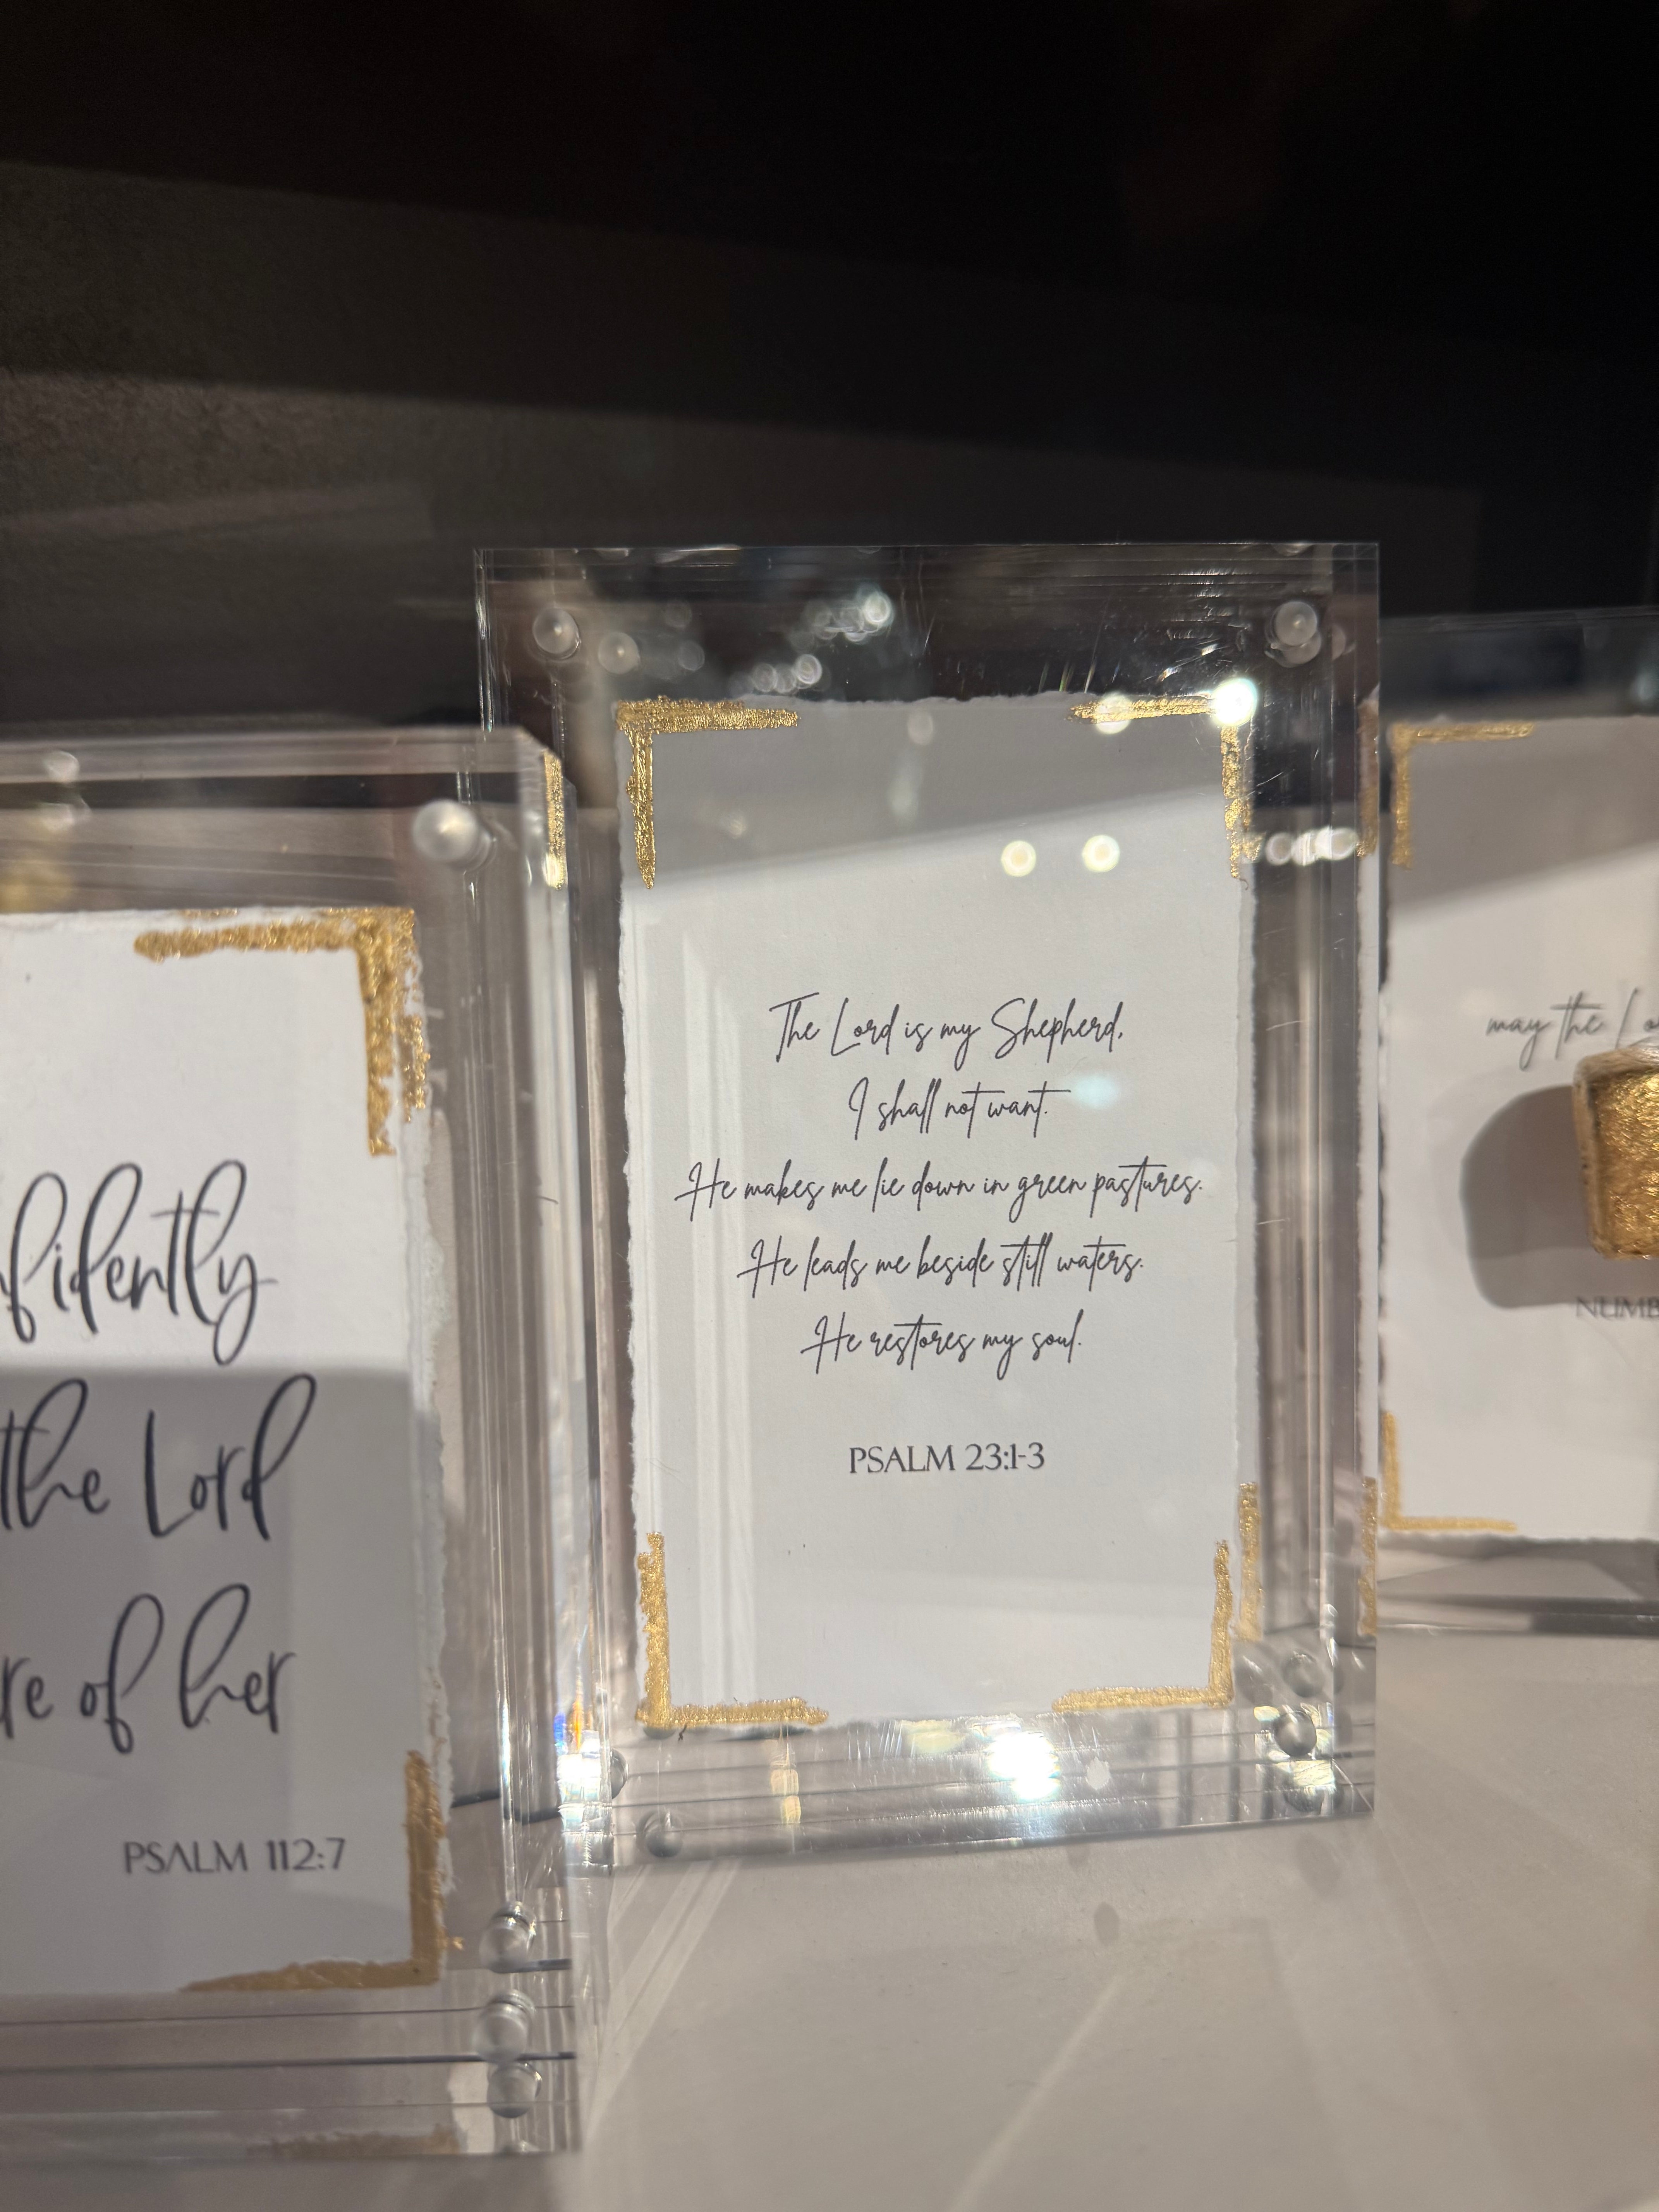 fidently
the Lord
re of her
PSALM 112:7
The Lord is my Shepherd,
I shall not want.
He makes me lie down in green pastures.
He leads me beside still waters.
He restores my soul.
PSALM 23:1-3
may the Lo
NUMB